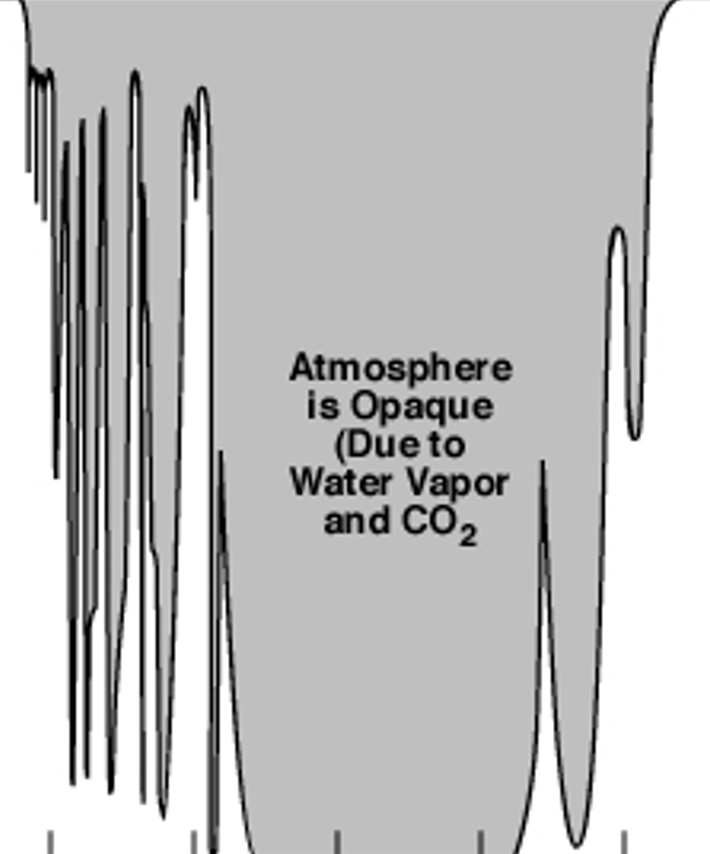 Atmosphere
is Opaque
(Due to
Water Vapor
and CO₂